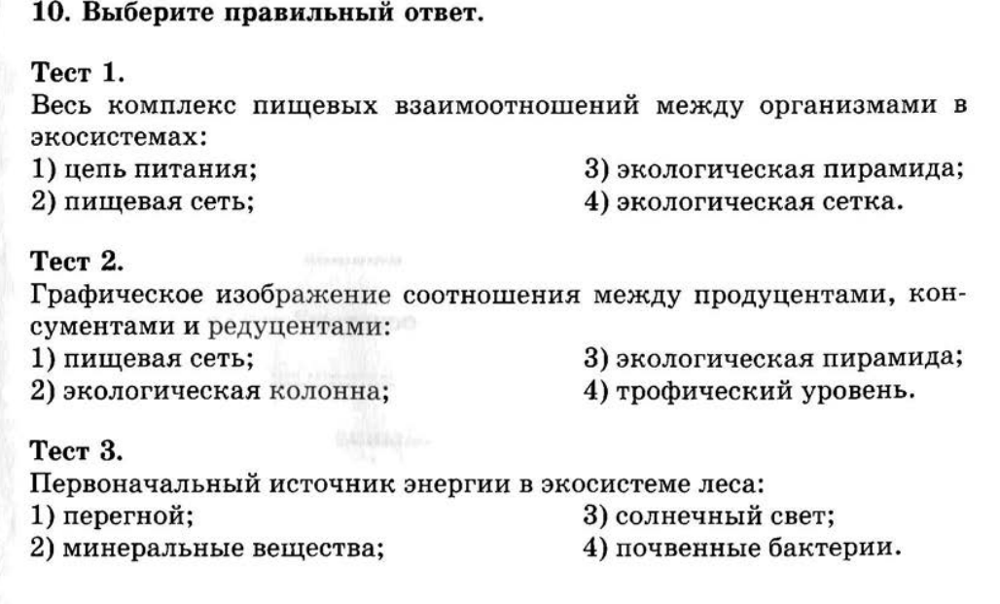 10. Выберите правильный ответ.
Тест 1.
Весь комплекс пищевых взаимоотношений между организмами в
экосистемах:
1) цепь питания; 3) экологическая пирамида;
2) пищевая сеть; 4) экологическая сетка.
Тест 2.
Графическое изображение соотношения между продуцентами, кон-
сументами и редуцентами:
1) пищевая сеть; 3) экологическая пирамида;
2) экологическая колонна; 4) трофический уровень.
Тест 3.
Первоначальный источник энергии в экосистеме леса:
1) перегной; 3) солнечный свет;
2) минеральные вещества; 4) почвенные бактерии.